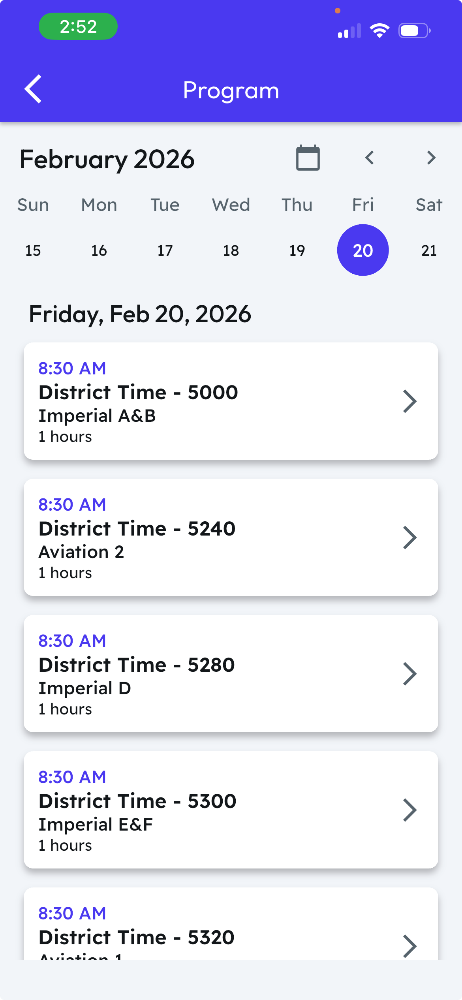 2:52
Program
February 2026
Sun Mon Tue Wed Thu Fri Sat
15 16 17 18 19 20 21
Friday, Feb 20, 2026
8:30 AM
District Time - 5000
Imperial A&B
1 hours
8:30 AM
District Time - 5240
Aviation 2
1 hours
8:30 AM
District Time - 5280
Imperial D
1 hours
8:30 AM
District Time - 5300
Imperial E&F
1 hours
8:30 AM
District Time - 5320
Aviation 1